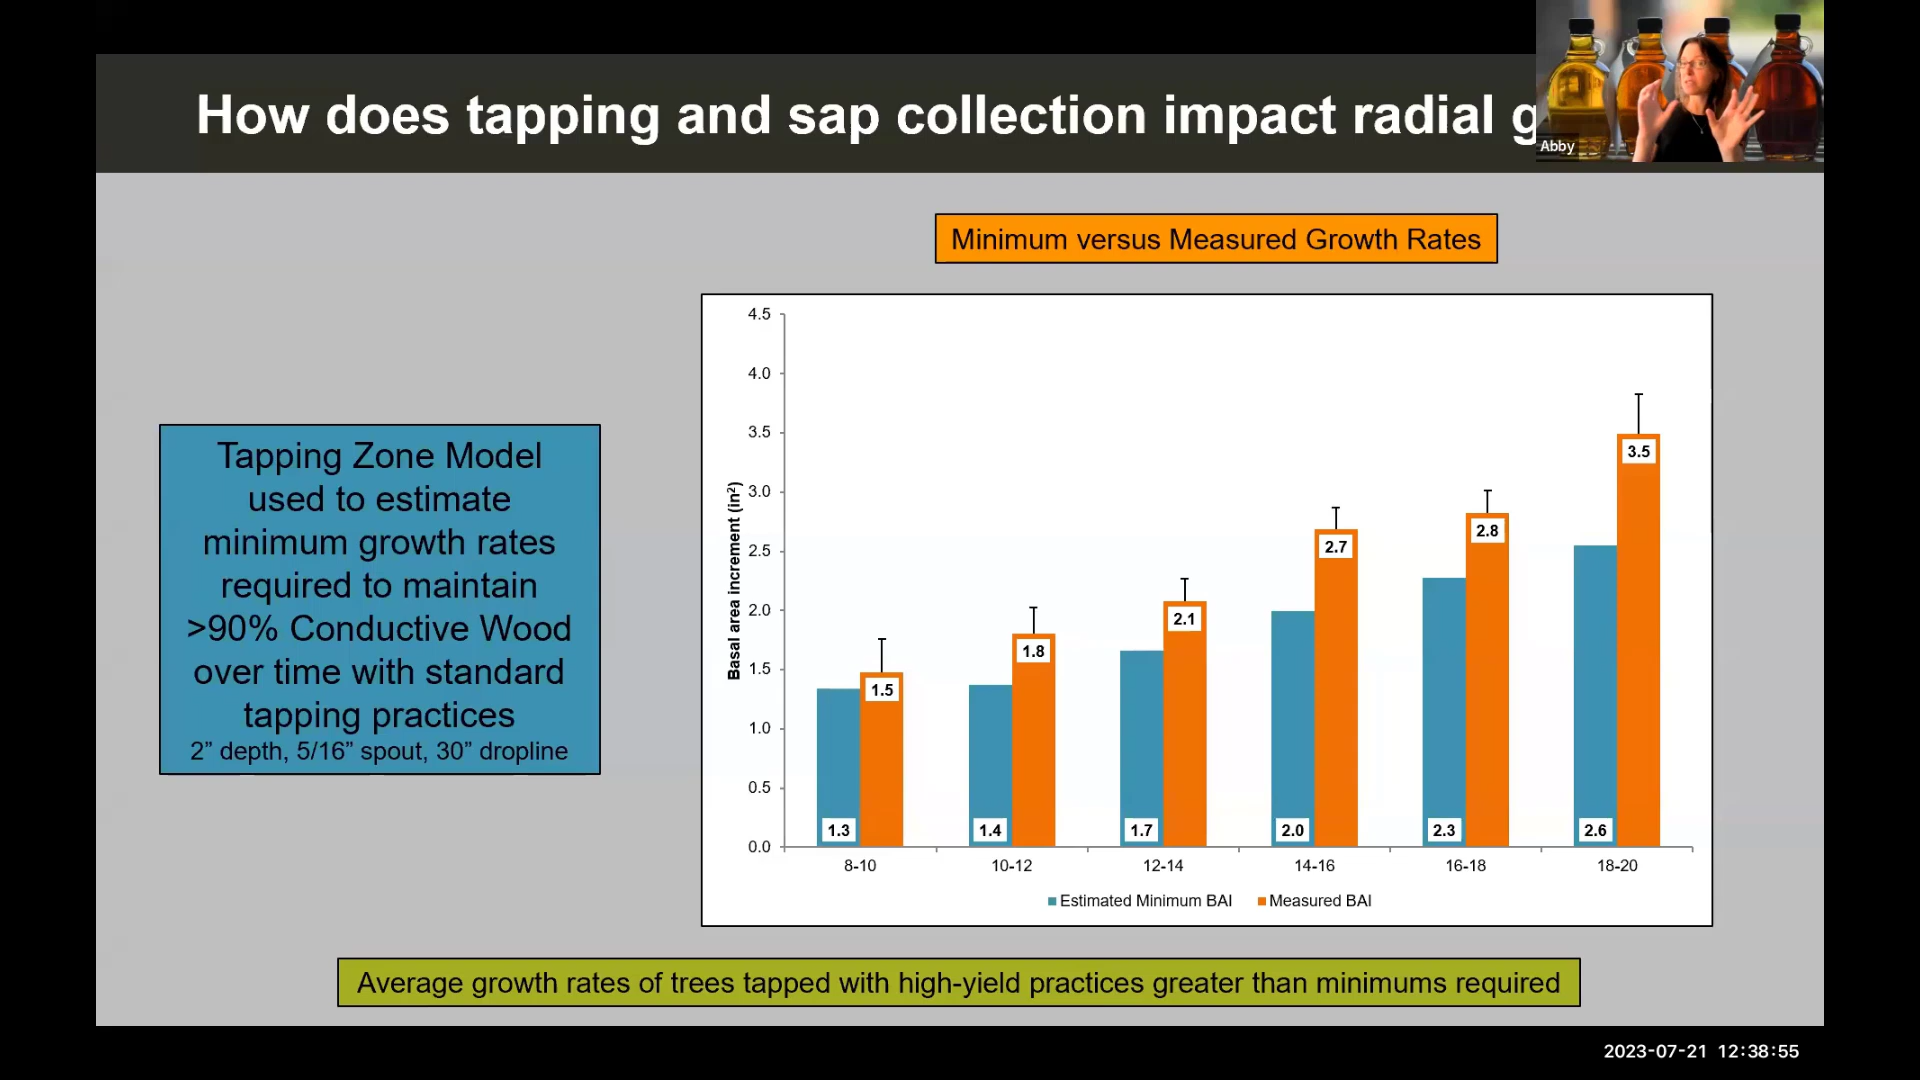 How does tapping and sap collection impact radial g
Abby
Minimum versus Measured Growth Rates
Tapping Zone Model
used to estimate
minimum growth rates
required to maintain
>90% Conductive Wood
over time with standard
tapping practices
2” depth, 5/16” spout, 30” dropline
Basal area increment (in²)
4.5
4.0
3.5
3.0
2.5
2.0
1.5
1.0
0.5
0.0
1.3
1.5
1.4
1.8
1.7
2.1
2.0
2.7
2.3
2.8
2.6
3.5
8-10 10-12 12-14 14-16 16-18 18-20
Estimated Minimum BAI Measured BAI
Average growth rates of trees tapped with high-yield practices greater than minimums required
2023-07-21 12:38:55